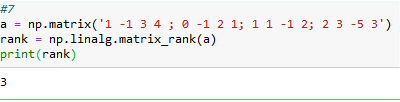 #7
a = np.matrix('1 -1 3 4 ; 0 -1 2 1; 1 1 -1 2; 2 3 -5 3')
rank = np.linalg.matrix_rank(a)
print(rank)
3